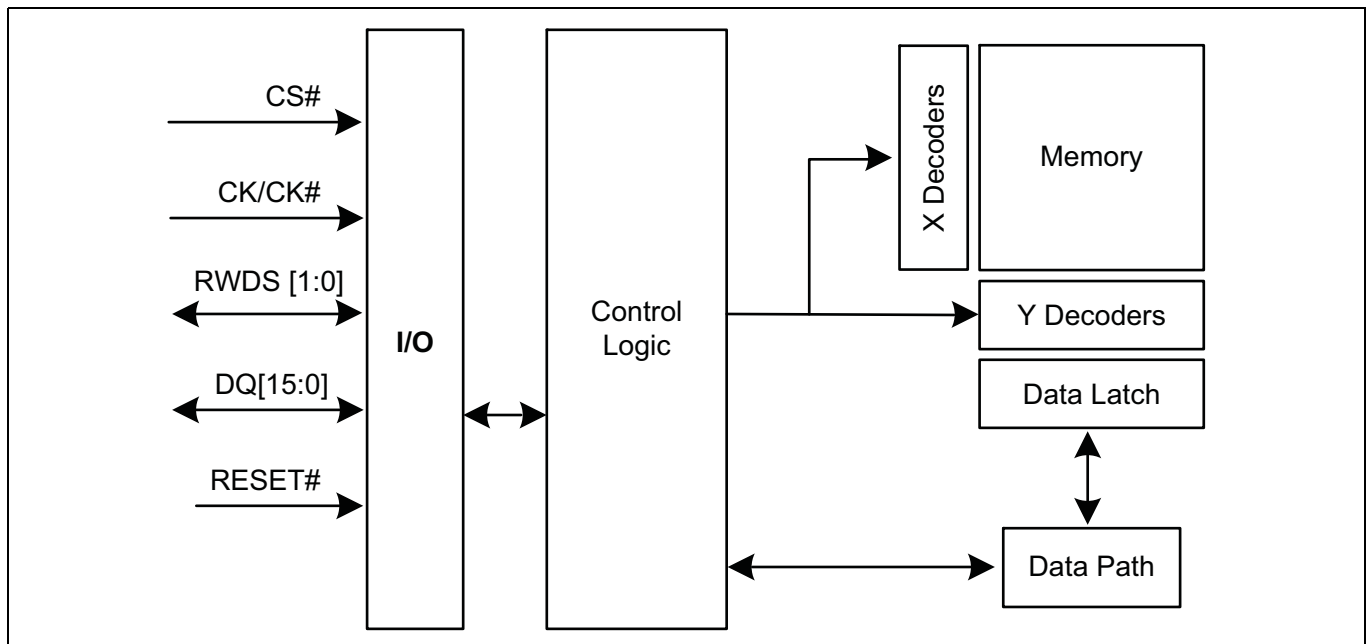 CS#
CK/CK#
RWDS [1:0]
DQ[15:0]
RESET#
I/O
Control
Logic
X Decoders
Memory
Y Decoders
Data Latch
Data Path